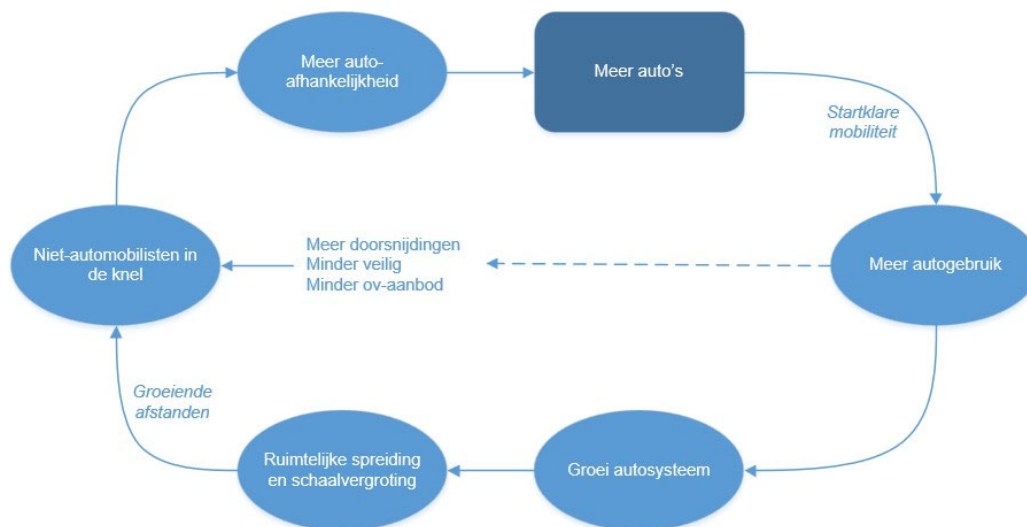 Meer auto-
afhankelijkheid
Meer auto's
Startklare
mobiliteit
Niet-automobilisten in
de knel
Meer doorsnijdingen
Minder veilig
Minder ov-aanbod
Meer autogebruik
Groeiende
afstanden
Ruimtelijke spreiding
en schaalvergroting
Groei autosysteem